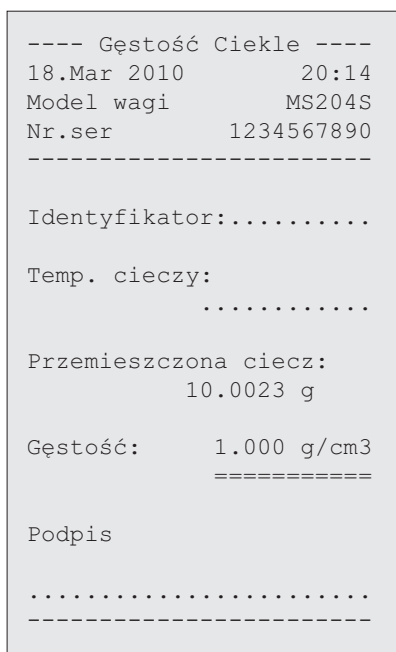 ---- Gęstość Ciekle ----
18.Mar 2010 20:14
Model wagi MS204S
Nr.ser 1234567890
------------------------
Identyfikator:..........
Temp. cieczy:
............
Przemieszczona ciecz:
10.0023 g
Gęstość: 1.000 g/cm3
===========
Podpis
........................
------------------------